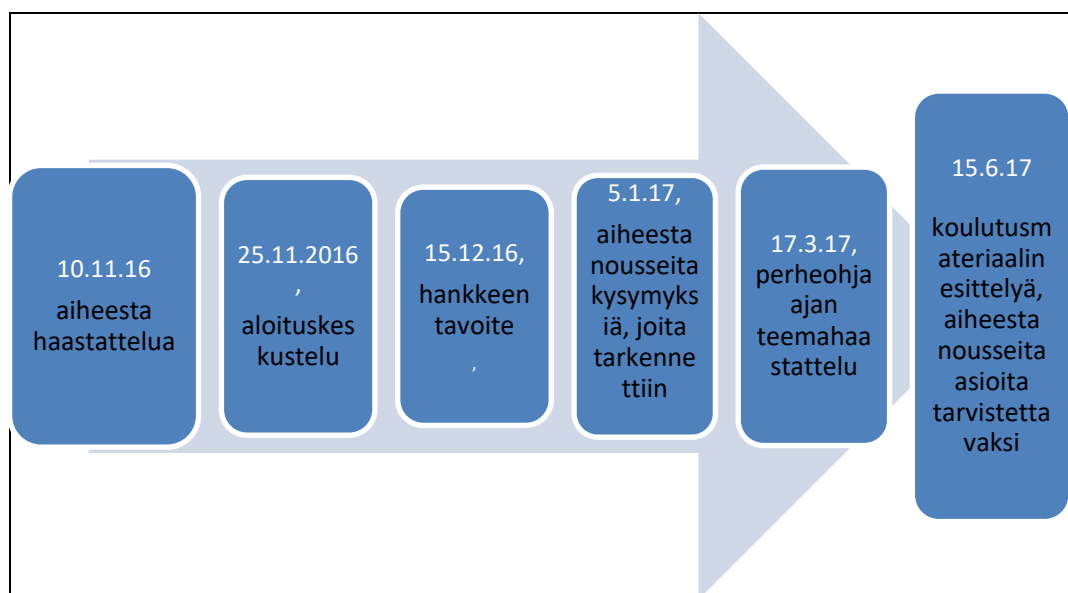 10.11.16
aiheesta
haastattelua
25.11.2016
,
aloituskes
kustelu
15.12.16,
hankkeen
tavoite
,
5.1.17,
aiheesta
nousseita
kysymyks
iä, joita
tarkenne
ttiin
17.3.17,
perheohja
ajan
teemahaa
stattelu
15.6.17
koulutusm
ateriaalin
esittelyä,
aiheesta
nousseita
asioita
tarvistetta
vaksi